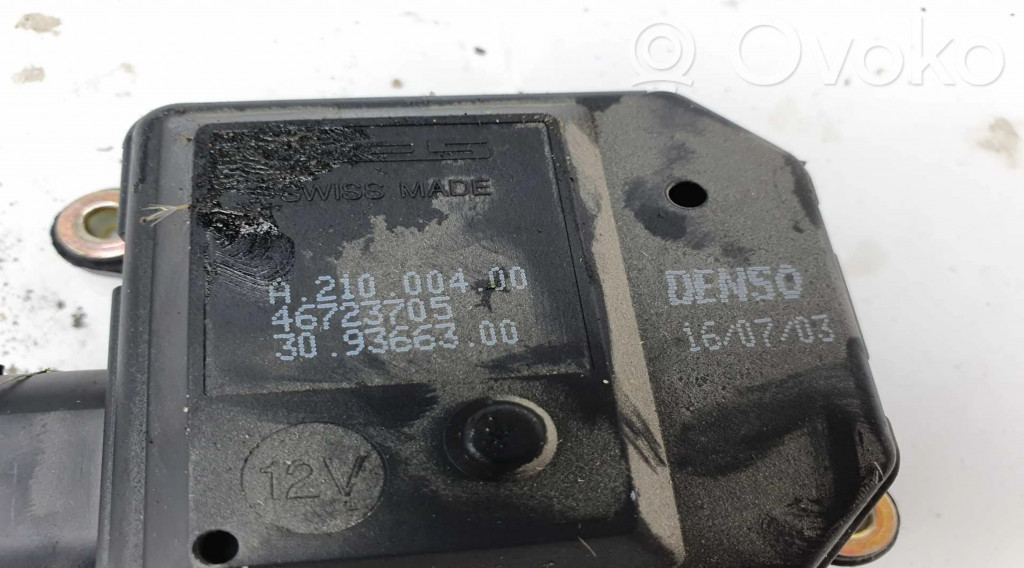 Ovoko
SWISS MADE
A.210.004.00
46723705
30.93663.00
DENSO
16/07/03
12V